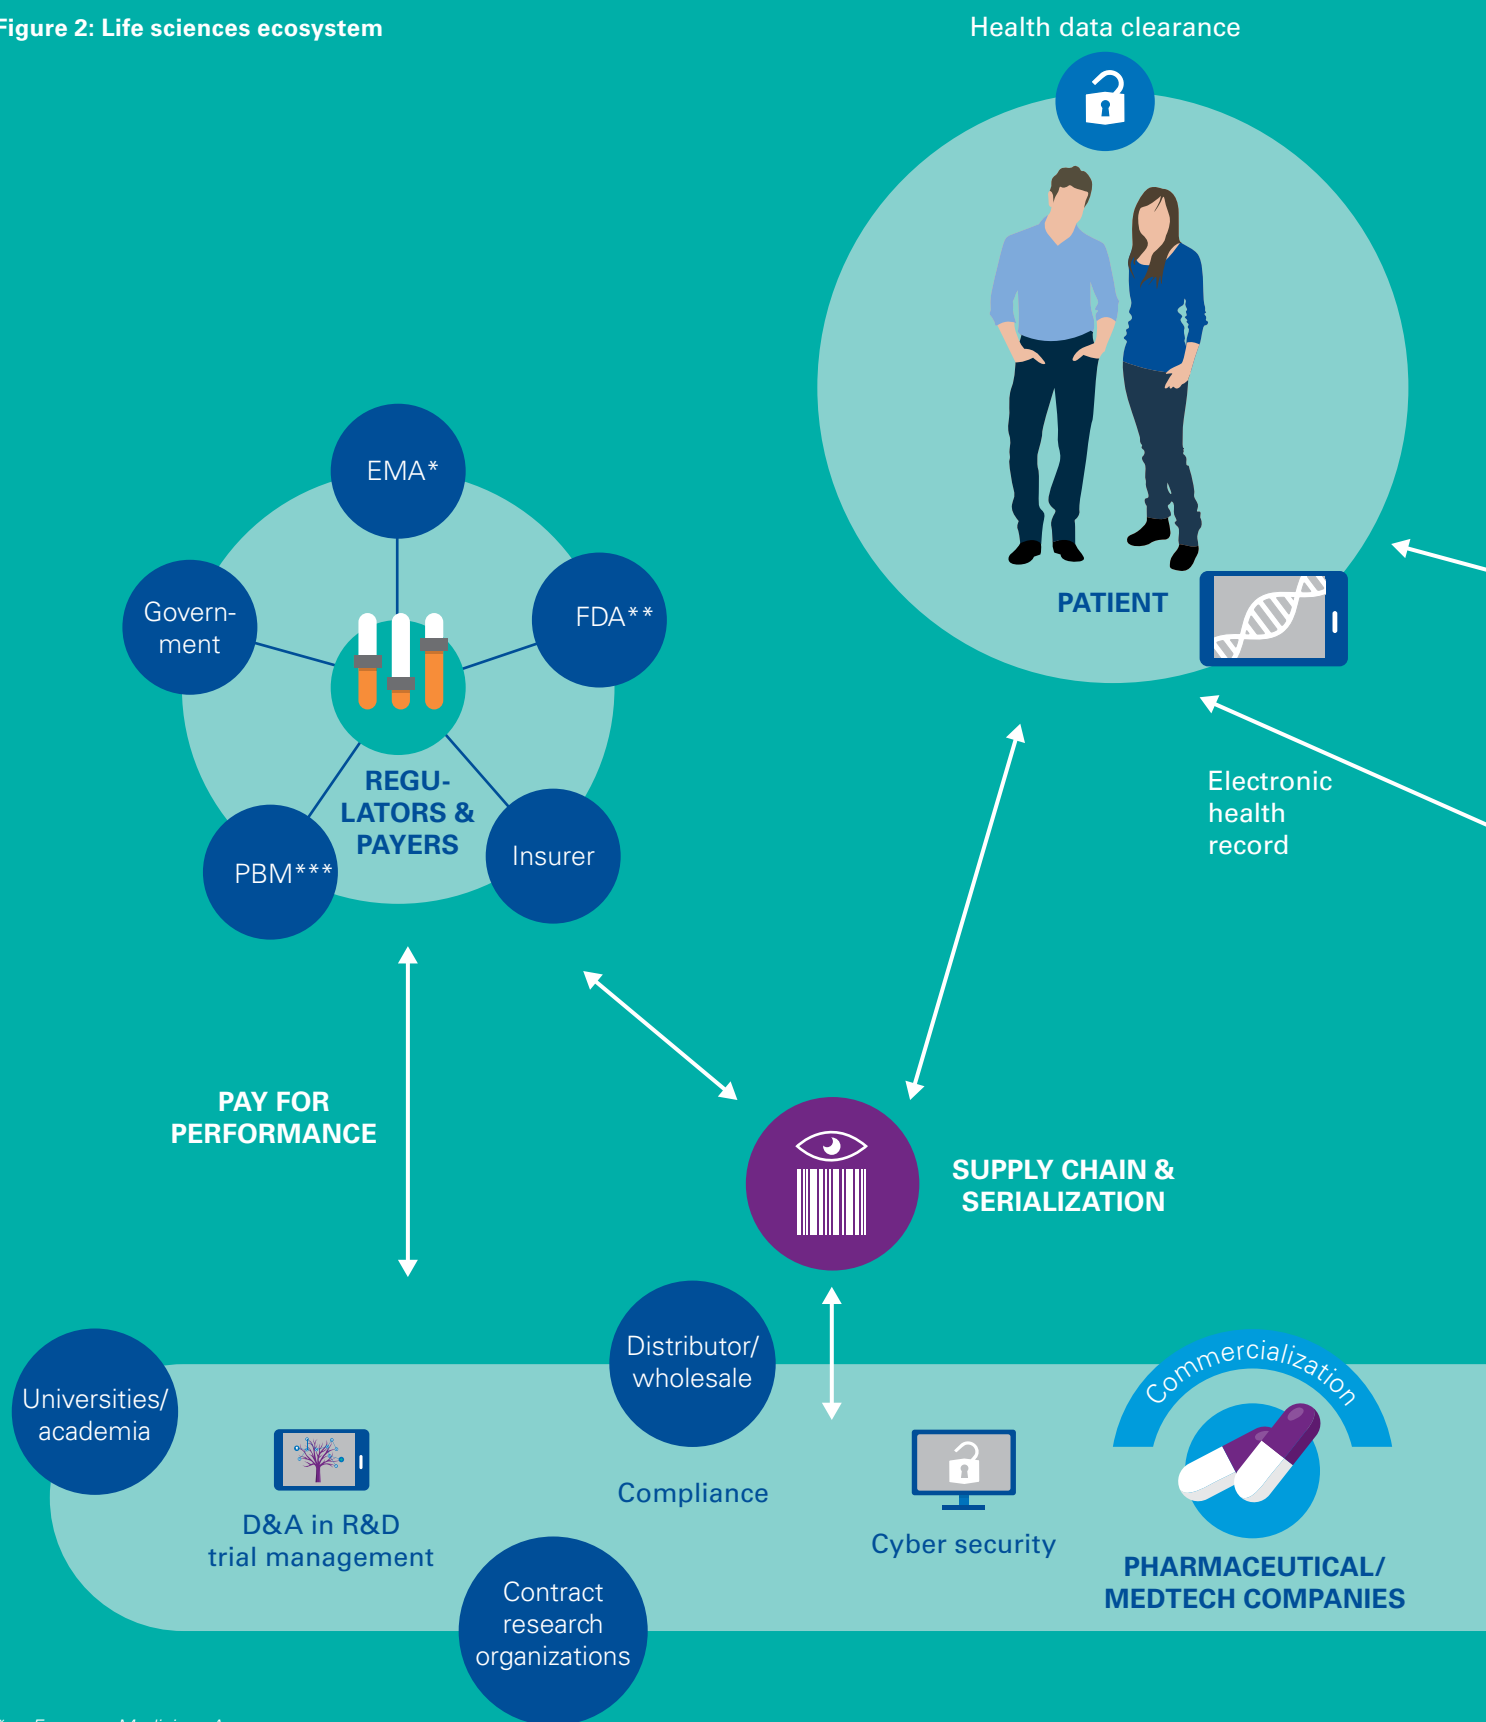 Figure 2: Life sciences ecosystem
Health data clearance
EMA*
Govern-
ment
FDA**
PATIENT
REGU-
LATORS &
PAYERS
PBM***
Insurer
Electronic
health
record
PAY FOR
PERFORMANCE
SUPPLY CHAIN &
SERIALIZATION
Distributor/
wholesale
Commercialization
Universities/
academia
Compliance
D&A in R&D
trial management
Cyber security
PHARMACEUTICAL/
MEDTECH COMPANIES
Contract
research
organizations